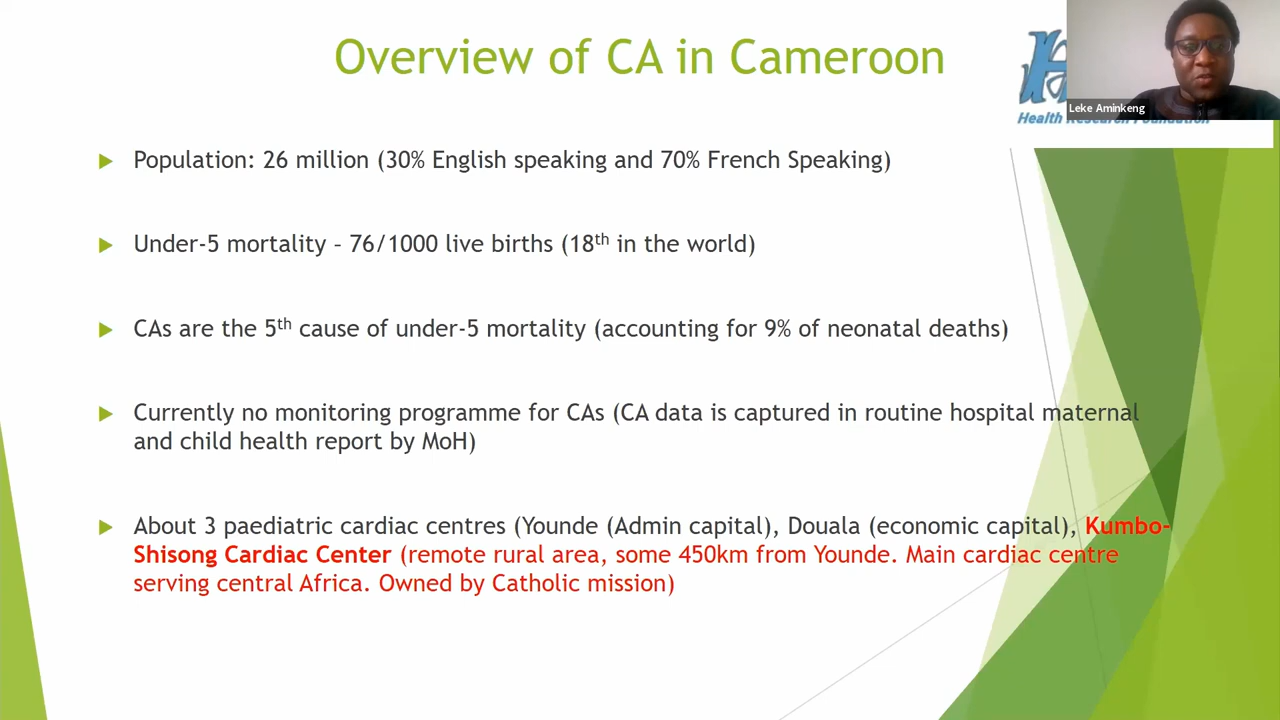 Overview of CA in Cameroon
Leke Aminkeng
Health Research Foundation
Population: 26 million (30% English speaking and 70% French Speaking)
Under-5 mortality – 76/1000 live births (18th in the world)
CAs are the 5th cause of under-5 mortality (accounting for 9% of neonatal deaths)
Currently no monitoring programme for CAs (CA data is captured in routine hospital maternal
and child health report by MoH)
About 3 paediatric cardiac centres (Younde (Admin capital), Douala (economic capital), Kumbo-
Shisong Cardiac Center (remote rural area, some 450km from Younde. Main cardiac centre
serving central Africa. Owned by Catholic mission)